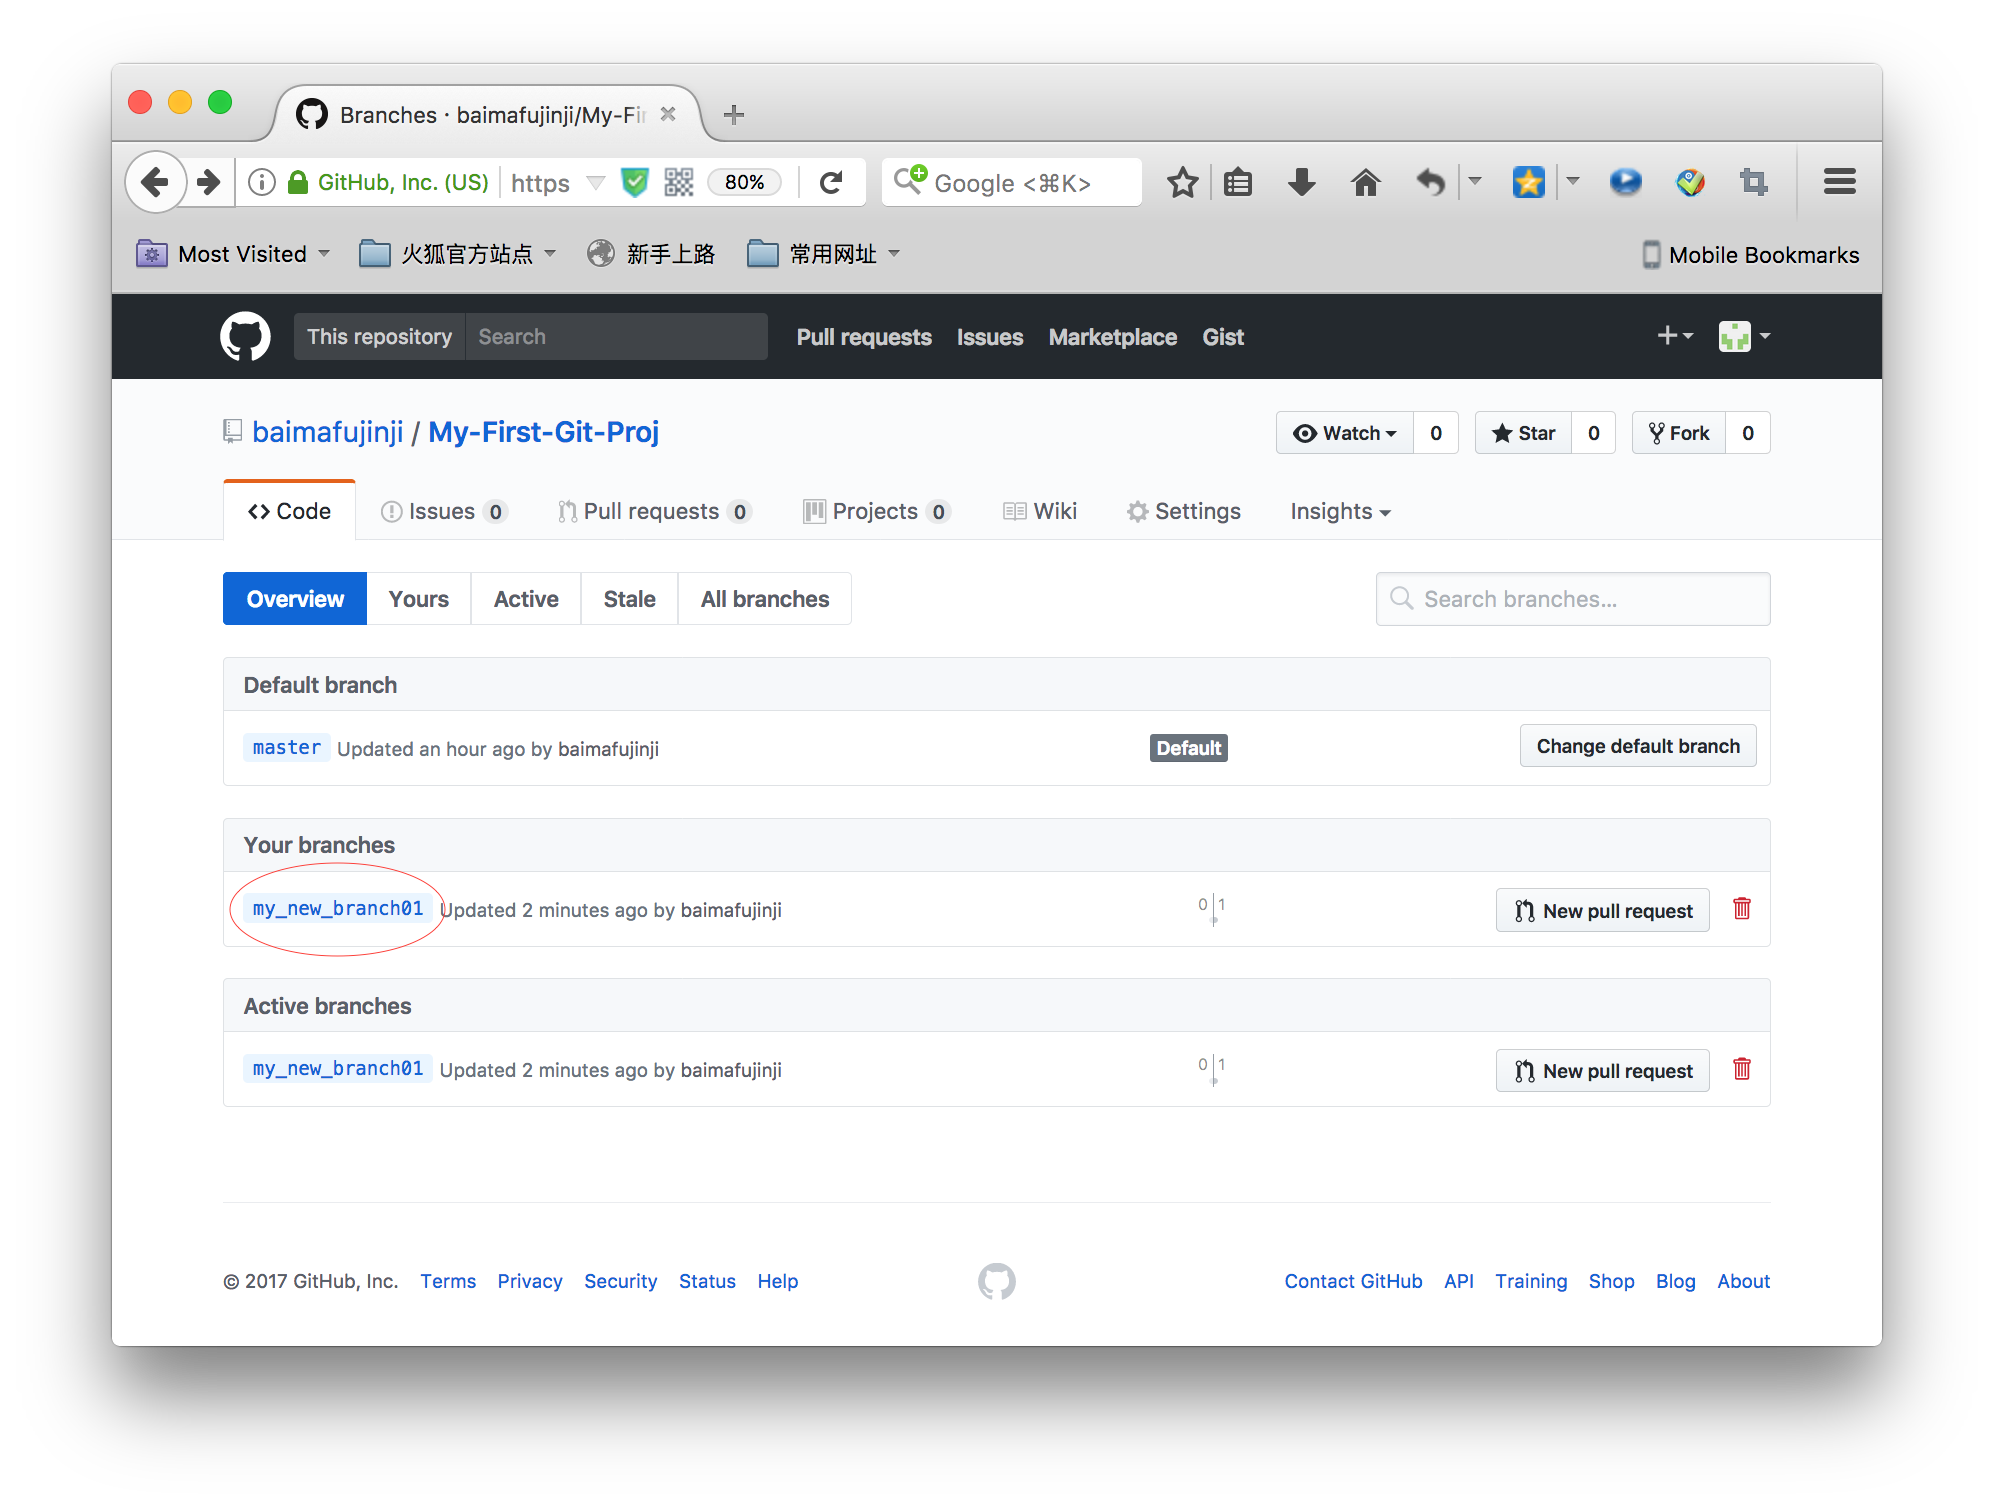 Branches · baimafujinji/My-Fir
GitHub, Inc. (US) https 80% Google <⌘K>
Most Visited 火狐官方站点 新手上路 常用网址 Mobile Bookmarks
This repository Search Pull requests Issues Marketplace Gist
baimafujinji / My-First-Git-Proj Watch 0 Star 0 Fork 0
Code Issues 0 Pull requests 0 Projects 0 Wiki Settings Insights
Overview Yours Active Stale All branches Search branches...
Default branch
master Updated an hour ago by baimafujinji Default Change default branch
Your branches
my_new_branch01 Updated 2 minutes ago by baimafujinji 0 1 New pull request
Active branches
my_new_branch01 Updated 2 minutes ago by baimafujinji 0 1 New pull request
© 2017 GitHub, Inc. Terms Privacy Security Status Help Contact GitHub API Training Shop Blog About